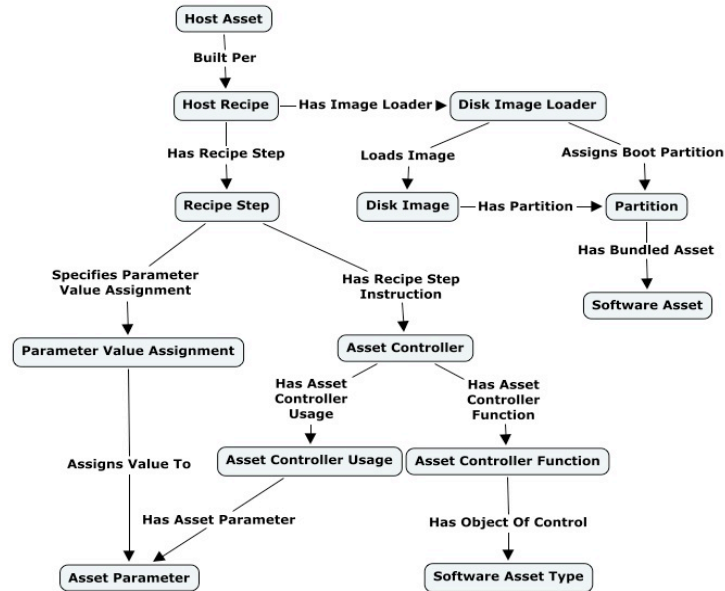 Host Asset
Built Per
Host Recipe
Has Image Loader
Disk Image Loader
Has Recipe Step
Loads Image
Assigns Boot Partition
Recipe Step
Disk Image
Has Partition
Partition
Has Bundled Asset
Specifies Parameter
Value Assignment
Has Recipe Step
Instruction
Software Asset
Parameter Value Assignment
Asset Controller
Has Asset
Controller
Usage
Has Asset
Controller
Function
Assigns Value To
Asset Controller Usage
Asset Controller Function
Has Asset Parameter
Has Object Of Control
Asset Parameter
Software Asset Type